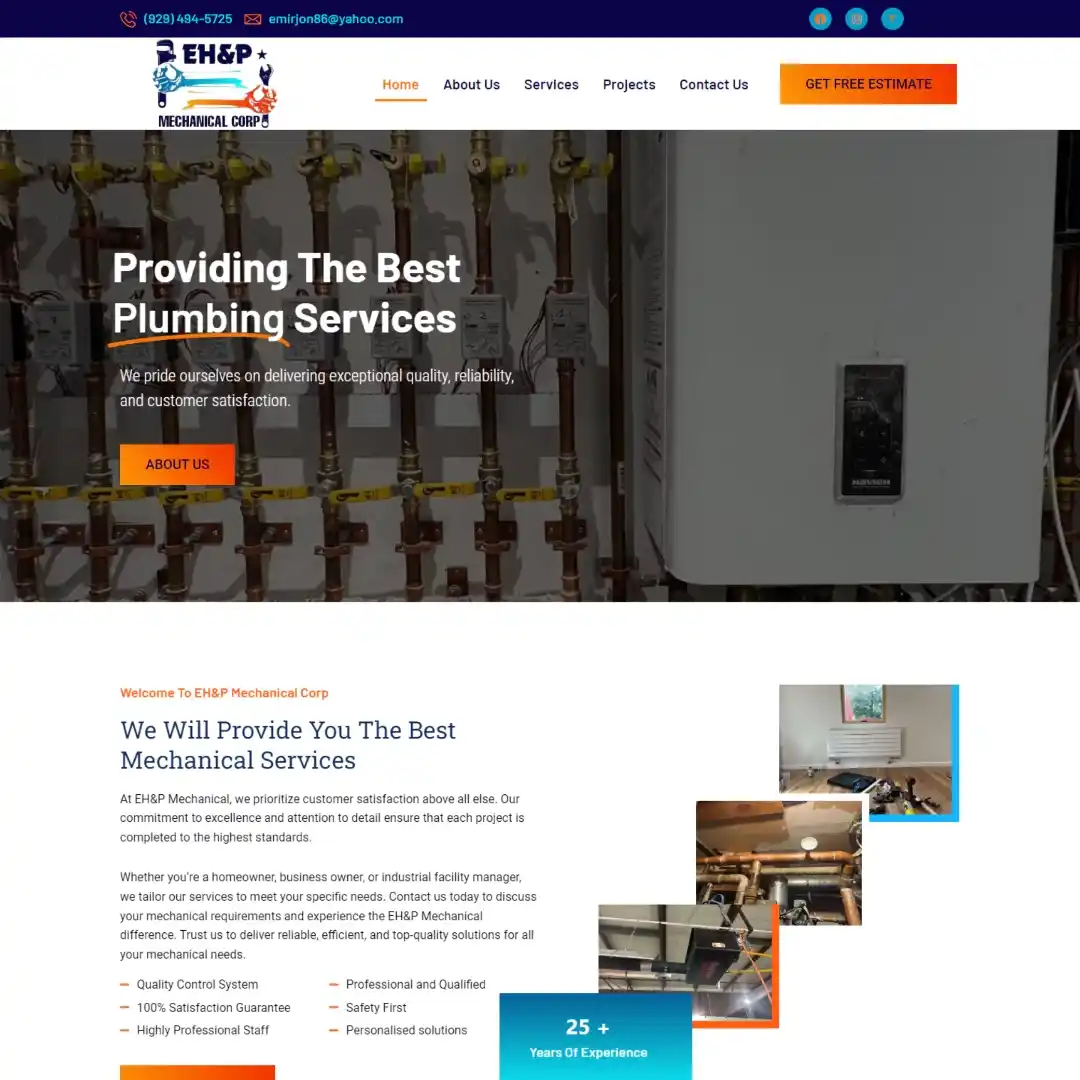 (929) 494-5725 emirjon86@yahoo.com
EH&P
MECHANICAL CORP
Home About Us Services Projects Contact Us GET FREE ESTIMATE
Providing The Best
Plumbing Services
We pride ourselves on delivering exceptional quality, reliability,
and customer satisfaction.
ABOUT US
NAVIEN
Welcome To EH&P Mechanical Corp
We Will Provide You The Best
Mechanical Services
At EH&P Mechanical, we prioritize customer satisfaction above all else. Our
commitment to excellence and attention to detail ensure that each project is
completed to the highest standards.
Whether you're a homeowner, business owner, or industrial facility manager,
we tailor our services to meet your specific needs. Contact us today to discuss
your mechanical requirements and experience the EH&P Mechanical
difference. Trust us to deliver reliable, efficient, and top-quality solutions for all
your mechanical needs.
Quality Control System Professional and Qualified
100% Satisfaction Guarantee Safety First
Highly Professional Staff Personalised solutions
25 +
Years Of Experience